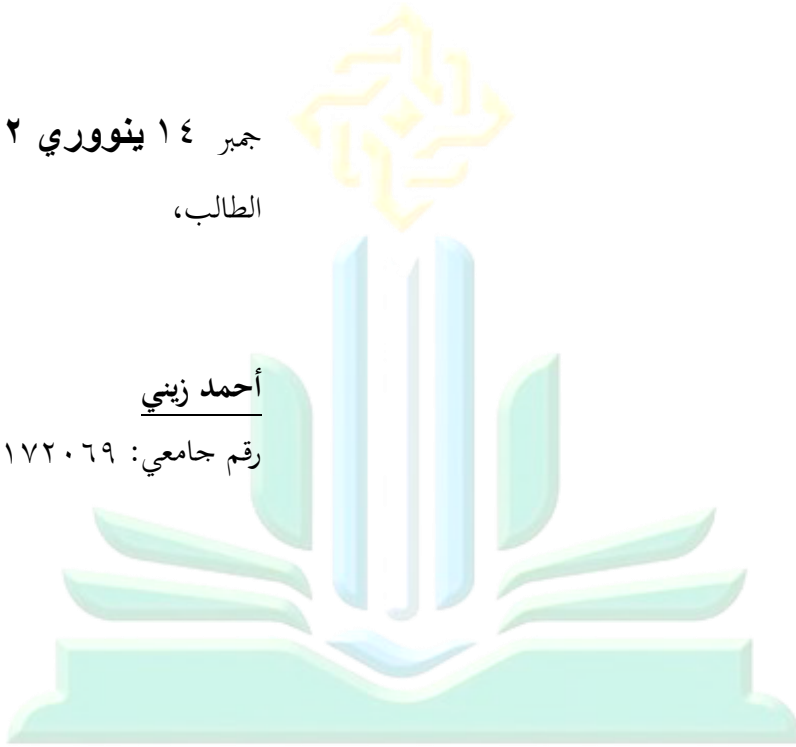 جمبر ١٤ ينووري ٢
الطالب،
أحمد زيني
رقم جامعي: ١٧٢٠٦٩